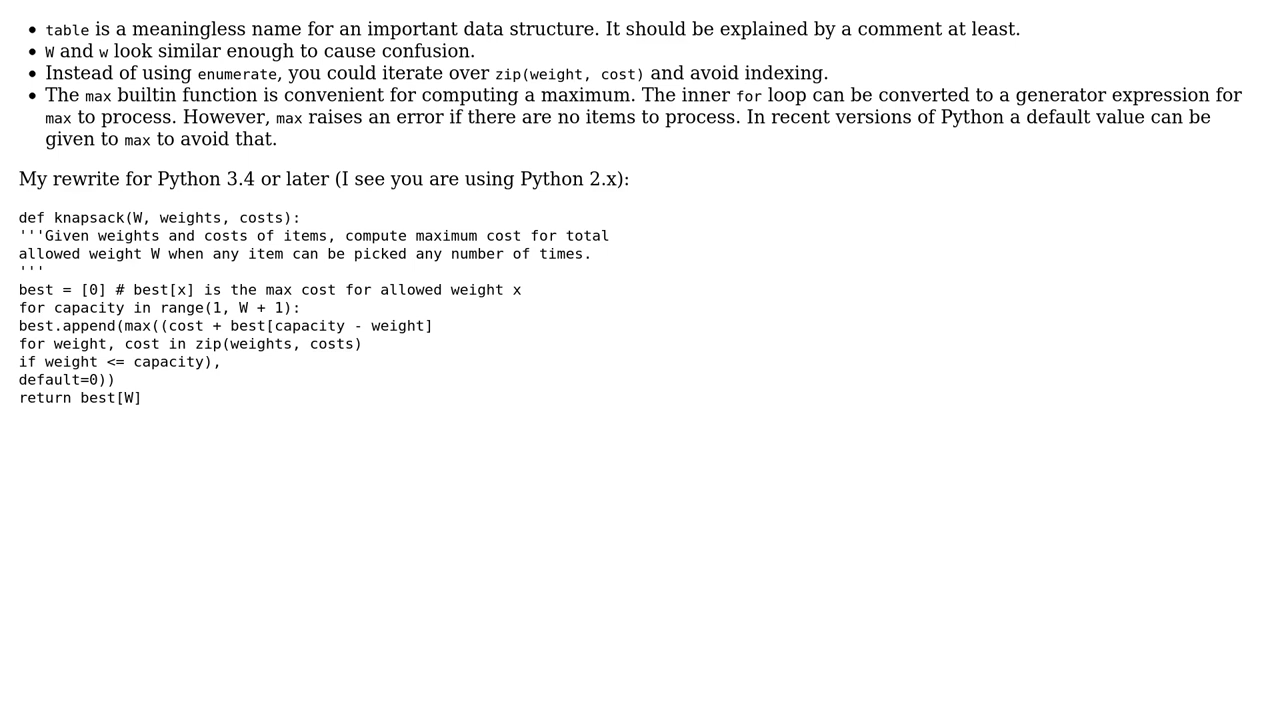 table is a meaningless name for an important data structure. It should be explained by a comment at least.
W and w look similar enough to cause confusion.
Instead of using enumerate, you could iterate over zip(weight, cost) and avoid indexing.
The max builtin function is convenient for computing a maximum. The inner for loop can be converted to a generator expression for
max to process. However, max raises an error if there are no items to process. In recent versions of Python a default value can be
given to max to avoid that.
My rewrite for Python 3.4 or later (I see you are using Python 2.x):
def knapsack(W, weights, costs):
'''Given weights and costs of items, compute maximum cost for total
allowed weight W when any item can be picked any number of times.
'''
best = [0] # best[x] is the max cost for allowed weight x
for capacity in range(1, W + 1):
best.append(max((cost + best[capacity - weight]
for weight, cost in zip(weights, costs)
if weight <= capacity),
default=0))
return best[W]